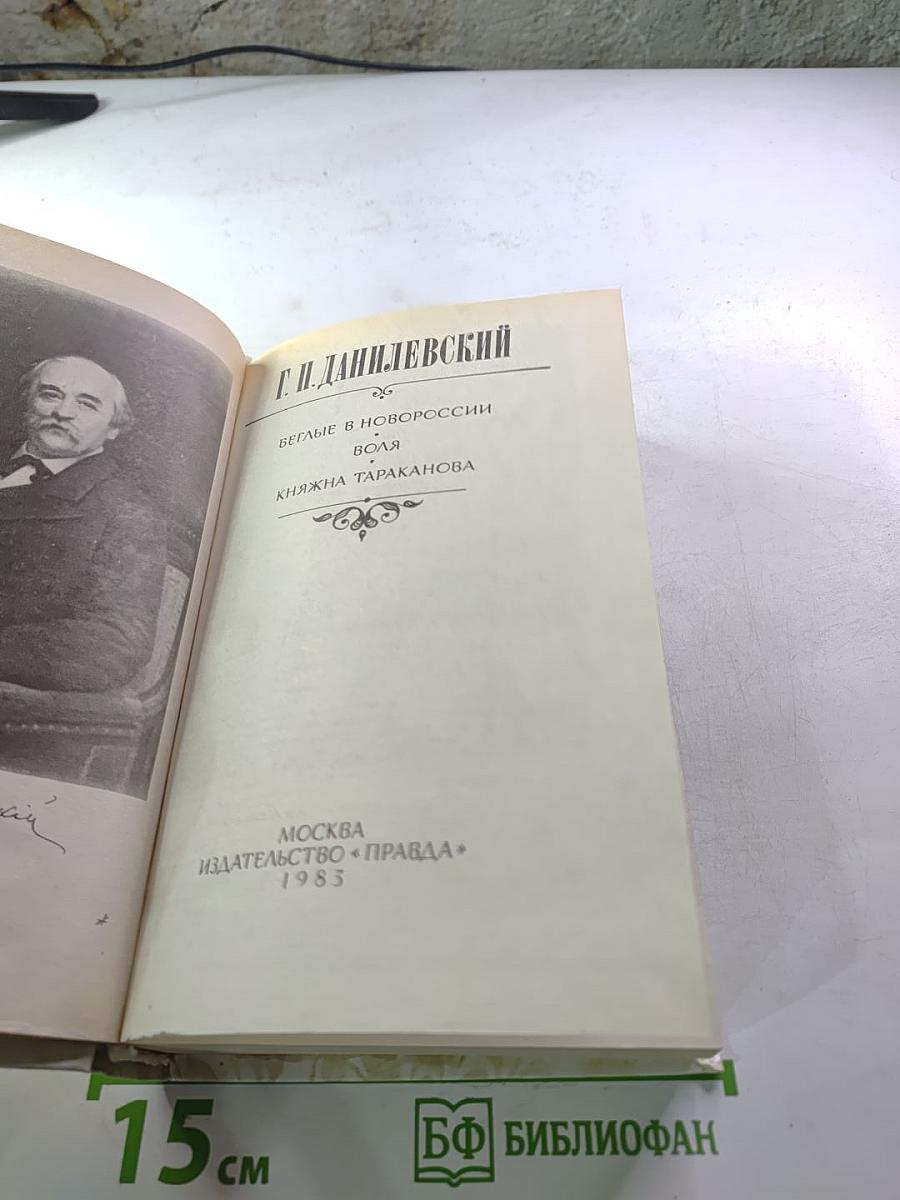 Г. П. ДАНИЛЕВСКИЙ
БЕГЛЫЕ В НОВОРОССИИ
•
ВОЛЯ
•
КНЯЖНА ТАРАКАНОВА
МОСКВА
ИЗДАТЕЛЬСТВО «ПРАВДА»
1983
15 СМ
БФ БИБЛИОФАН